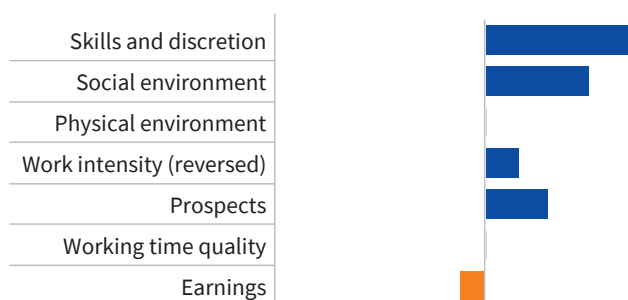 Skills and discretion
Social environment
Physical environment
Work intensity (reversed)
Prospects
Working time quality
Earnings